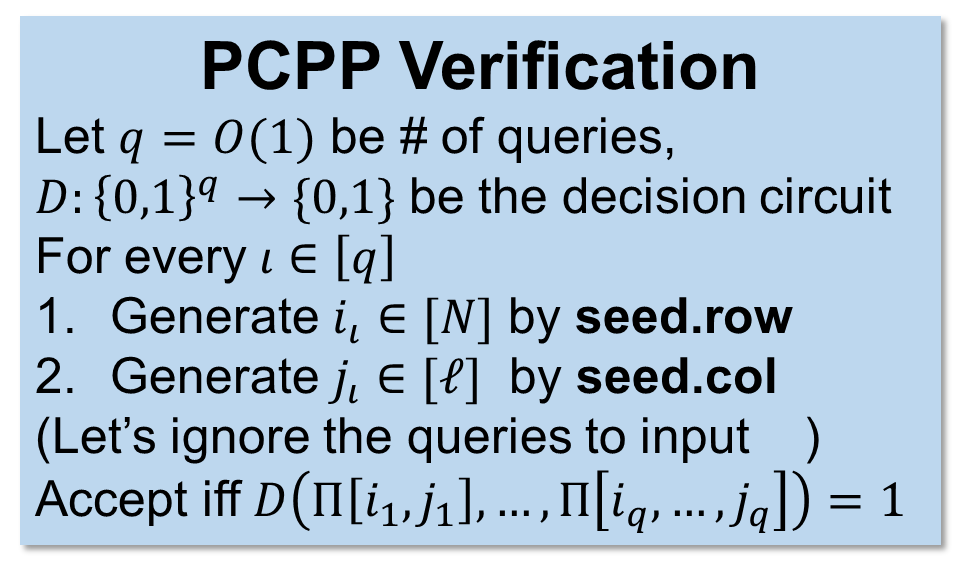 PCPP Verification
Let 𝑞 = 𝑂(1) be # of queries,
𝐷: {0,1}^𝑞 → {0,1} be the decision circuit
For every 𝜄 ∈ [𝑞]
1. Generate 𝑖_𝜄 ∈ [𝑁] by seed.row
2. Generate 𝑗_𝜄 ∈ [ℓ] by seed.col
(Let’s ignore the queries to input )
Accept iff 𝐷(Π[𝑖₁, 𝑗₁], … , Π[𝑖_𝑞, … , 𝑗_𝑞]) = 1